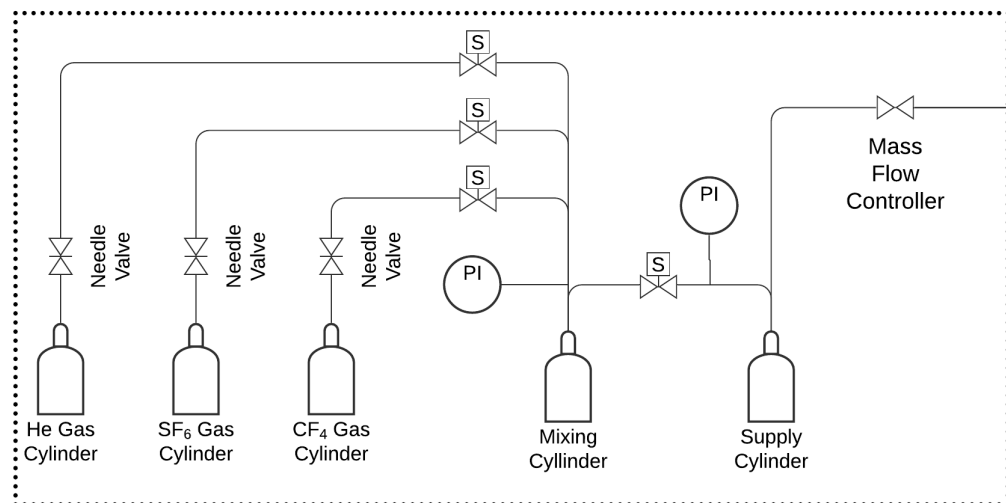 S
S
S
Mass
Flow
Controller
PI
Needle
Valve
Needle
Valve
Needle
Valve
PI
S
He Gas
Cylinder
SF₆ Gas
Cylinder
CF₄ Gas
Cylinder
Mixing
Cyllinder
Supply
Cylinder